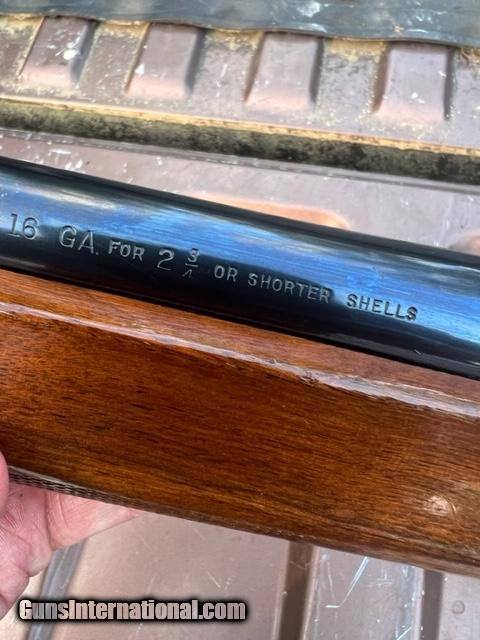 16 GA. FOR 2 3/4 OR SHORTER SHELLS
GunsInternational.com